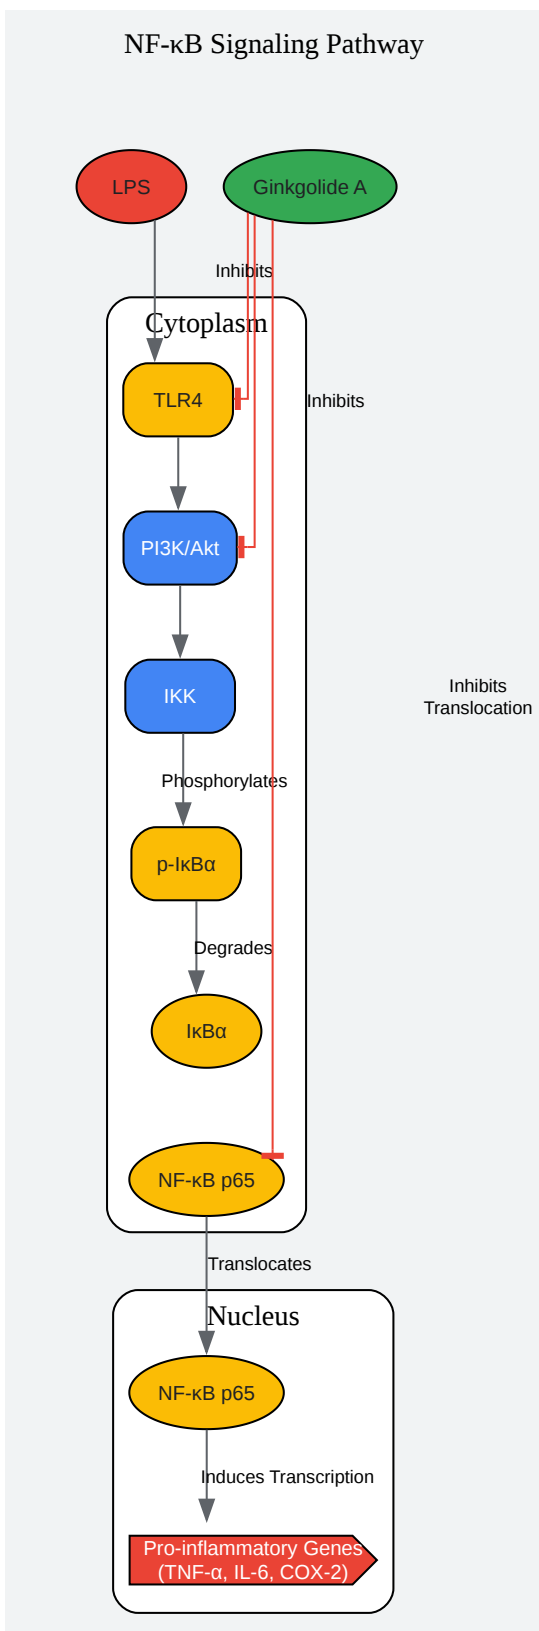 NF-κB Signaling Pathway
LPS
Ginkgolide A
Inhibits
Cytoplasm
TLR4
Inhibits
PI3K/Akt
IKK
Inhibits
Translocation
Phosphorylates
p-IκBα
Degrades
IκBα
NF-κB p65
Translocates
Nucleus
NF-κB p65
Induces Transcription
Pro-inflammatory Genes
(TNF-α, IL-6, COX-2)